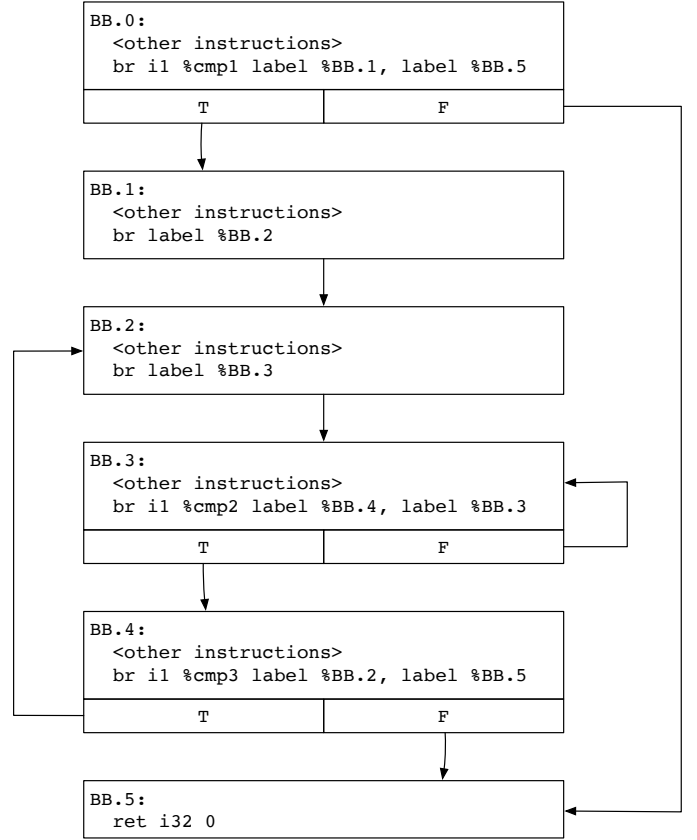 BB.0:
<other instructions>
br i1 %cmp1 label %BB.1, label %BB.5
T
F
BB.1:
<other instructions>
br label %BB.2
BB.2:
<other instructions>
br label %BB.3
BB.3:
<other instructions>
br i1 %cmp2 label %BB.4, label %BB.3
T
F
BB.4:
<other instructions>
br i1 %cmp3 label %BB.2, label %BB.5
T
F
BB.5:
ret i32 0